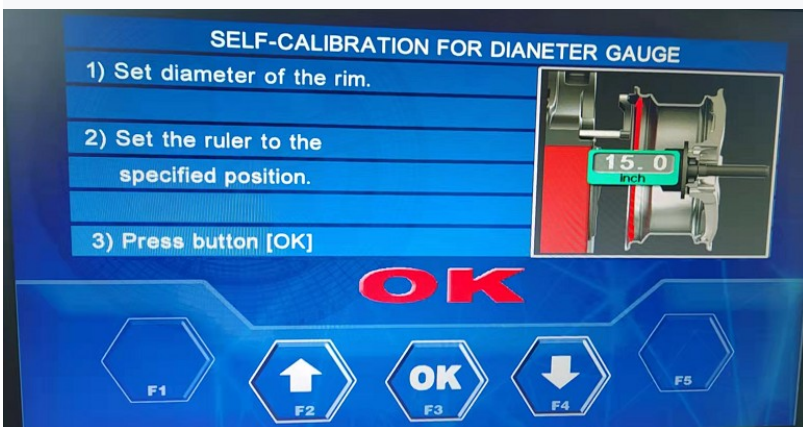 SELF-CALIBRATION FOR DIANETER GAUGE
1) Set diameter of the rim.
2) Set the ruler to the
specified position.
3) Press button [OK]
15.0
inch
OK
OK
F1
F2
F3
F4
F5